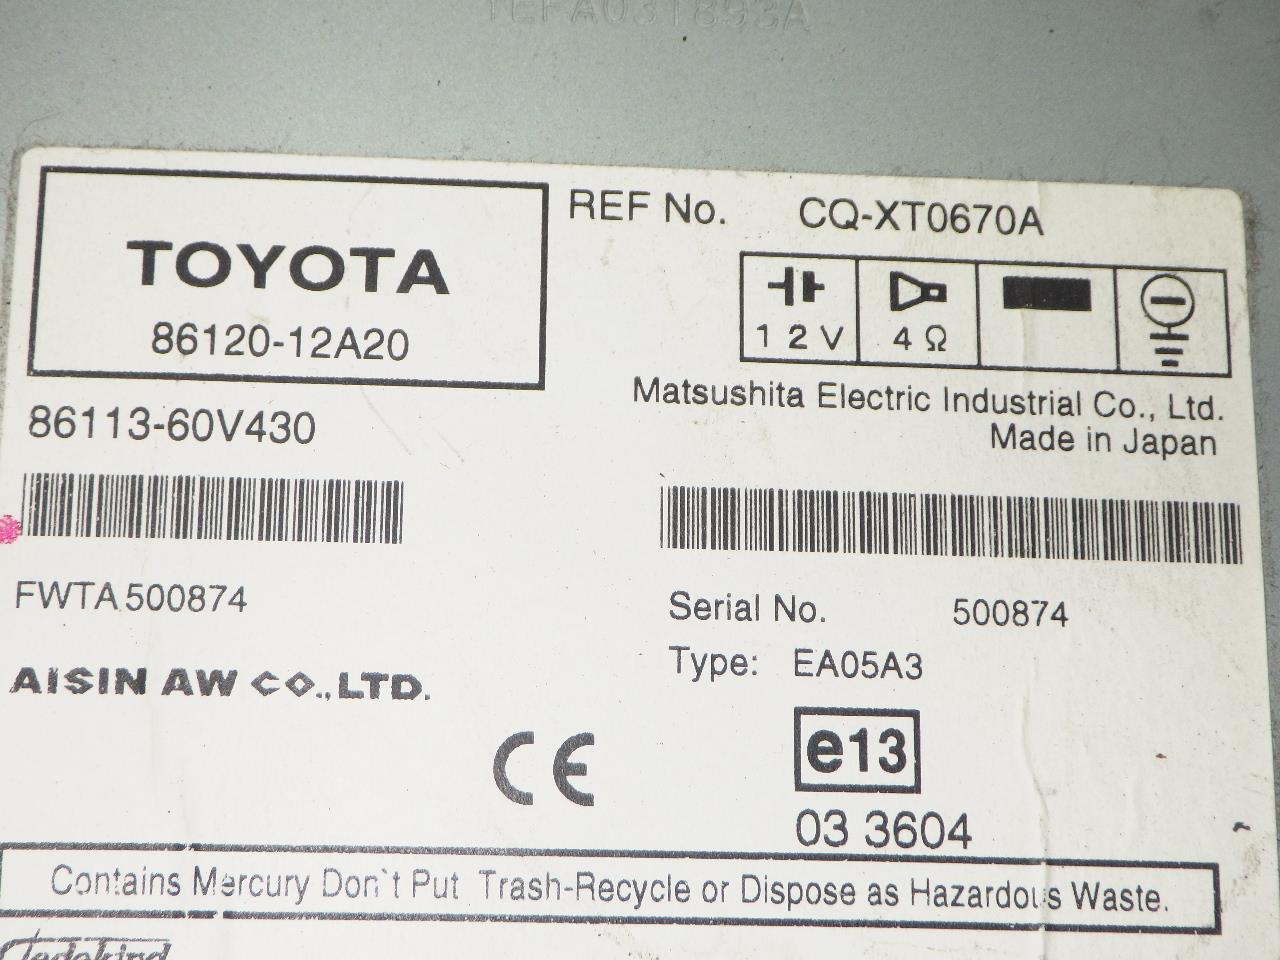 TOYOTA
86120-12A20
86113-60V430
REF No. CQ-XT0670A
12V 4Ω
Matsushita Electric Industrial Co., Ltd.
Made in Japan
FWTA500874
AISIN AW CO., LTD.
Serial No. 500874
Type: EA05A3
CE
e13
03 3604
Contains Mercury Don't Put Trash-Recycle or Dispose as Hazardous Waste.